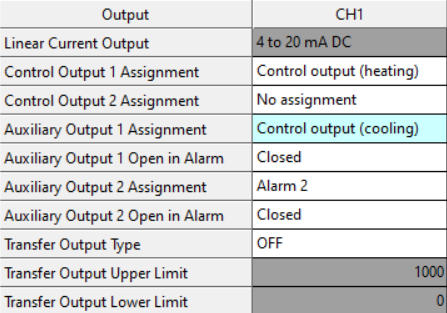 Output CH1
Linear Current Output 4 to 20 mA DC
Control Output 1 Assignment Control output (heating)
Control Output 2 Assignment No assignment
Auxiliary Output 1 Assignment Control output (cooling)
Auxiliary Output 1 Open in Alarm Closed
Auxiliary Output 2 Assignment Alarm 2
Auxiliary Output 2 Open in Alarm Closed
Transfer Output Type OFF
Transfer Output Upper Limit 1000
Transfer Output Lower Limit 0